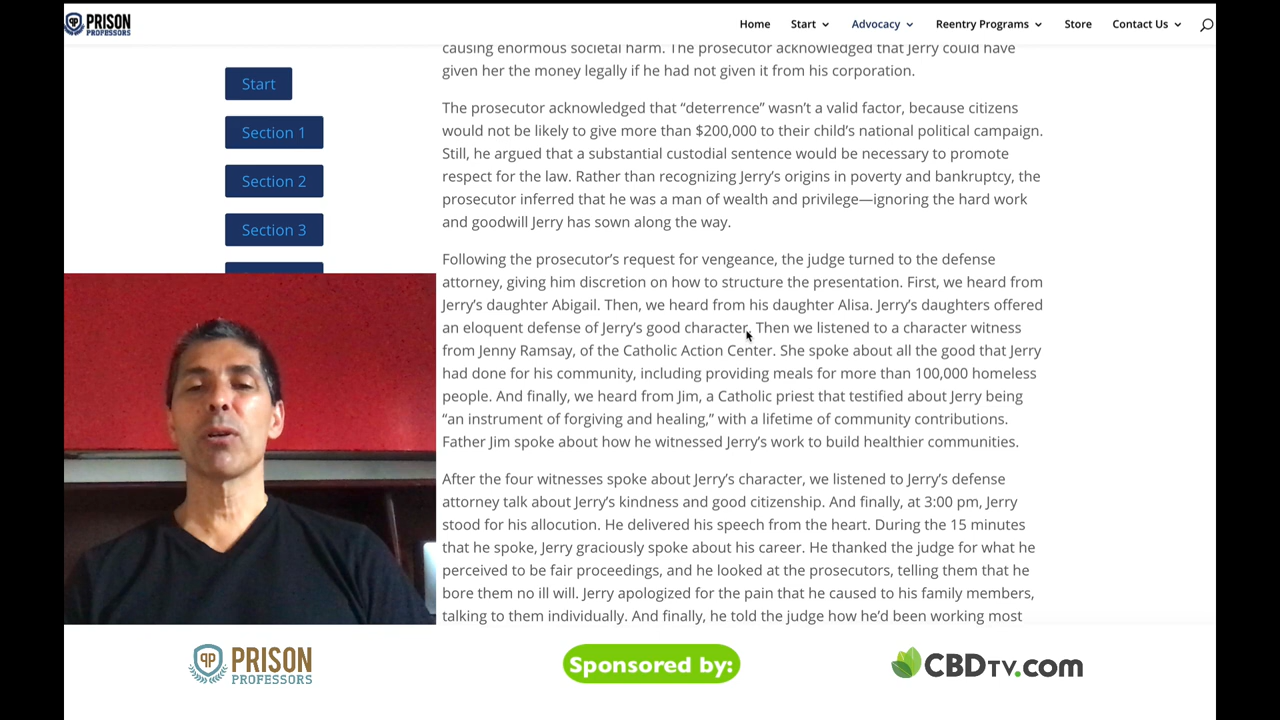 PRISON
PROFESSORS
Home
Start
Advocacy
Reentry Programs
Store
Contact Us
Start
Section 1
Section 2
Section 3
causing enormous societal harm. The prosecutor acknowledged that Jerry could have
given her the money legally if he had not given it from his corporation.
The prosecutor acknowledged that “deterrence” wasn’t a valid factor, because citizens
would not be likely to give more than $200,000 to their child’s national political campaign.
Still, he argued that a substantial custodial sentence would be necessary to promote
respect for the law. Rather than recognizing Jerry’s origins in poverty and bankruptcy, the
prosecutor inferred that he was a man of wealth and privilege—ignoring the hard work
and goodwill Jerry has sown along the way.
Following the prosecutor’s request for vengeance, the judge turned to the defense
attorney, giving him discretion on how to structure the presentation. First, we heard from
Jerry’s daughter Abigail. Then, we heard from his daughter Alisa. Jerry’s daughters offered
an eloquent defense of Jerry’s good character. Then we listened to a character witness
from Jenny Ramsay, of the Catholic Action Center. She spoke about all the good that Jerry
had done for his community, including providing meals for more than 100,000 homeless
people. And finally, we heard from Jim, a Catholic priest that testified about Jerry being
“an instrument of forgiving and healing,” with a lifetime of community contributions.
Father Jim spoke about how he witnessed Jerry’s work to build healthier communities.
After the four witnesses spoke about Jerry’s character, we listened to Jerry’s defense
attorney talk about Jerry’s kindness and good citizenship. And finally, at 3:00 pm, Jerry
stood for his allocution. He delivered his speech from the heart. During the 15 minutes
that he spoke, Jerry graciously spoke about his career. He thanked the judge for what he
perceived to be fair proceedings, and he looked at the prosecutors, telling them that he
bore them no ill will. Jerry apologized for the pain that he caused to his family members,
talking to them individually. And finally, he told the judge how he’d been working most
PRISON
PROFESSORS
Sponsored by:
CBDTV.com